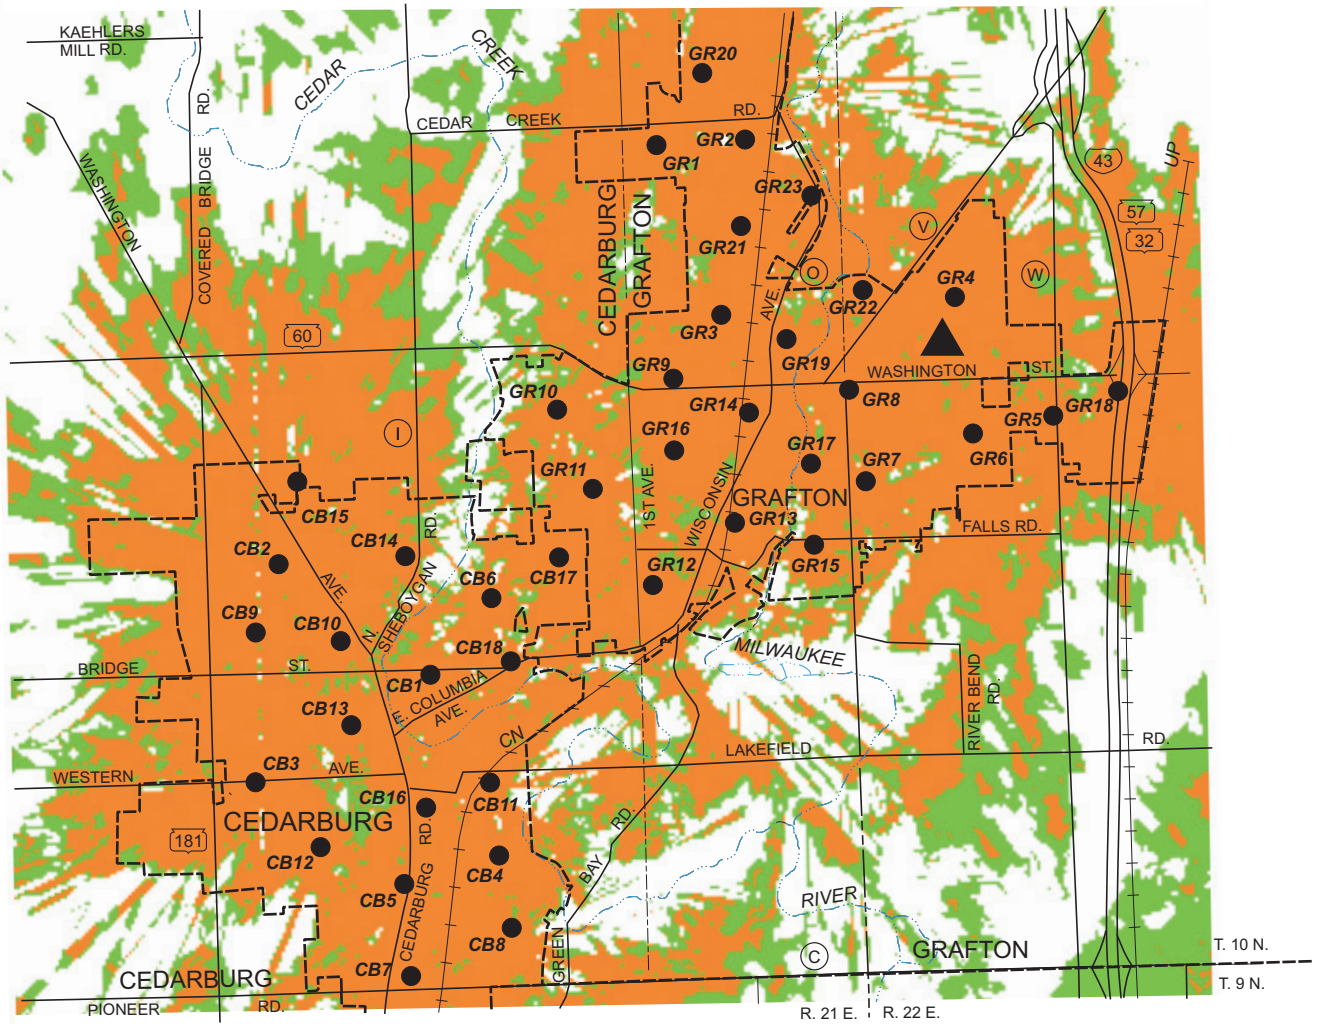 KAEHLERS
MILL RD.
CEDAR
CREEK
GR20
RD.
CEDAR CREEK RD.
GR1
GR2
43
UP
WASHINGTON
COVERED BRIDGE
GR23
CEDARBURG
GRAFTON
57
32
V
GR21
O
W
GR4
GR22
AVE.
GR3
60
GR19
GR9
WASHINGTON ST.
GR10
GR8
GR14
GR5
GR18
I
GR16
GR17
GR6
GR11
GR7
1ST AVE.
WISCONSIN
GRAFTON
CB15
GR13
RD.
FALLS RD.
CB2
CB14
CB17
GR12
GR15
CB6
AVE.
SHEBOYGAN
N.
CB9
CB10
CB18
MILWAUKEE
BRIDGE ST.
CB1
COLUMBIA
AVE.
E.
RIVER BEND
RD.
CB13
CN
LAKEFIELD RD.
CB3
WESTERN AVE.
CB16
CB11
CEDARBURG
RD.
RD.
181
CB12
CB4
BAY
CB5
CEDARBURG
RIVER
CB8
GREEN
GRAFTON
C
T. 10 N.
CB7
CEDARBURG
T. 9 N.
PIONEER RD.
R. 21 E. R. 22 E.